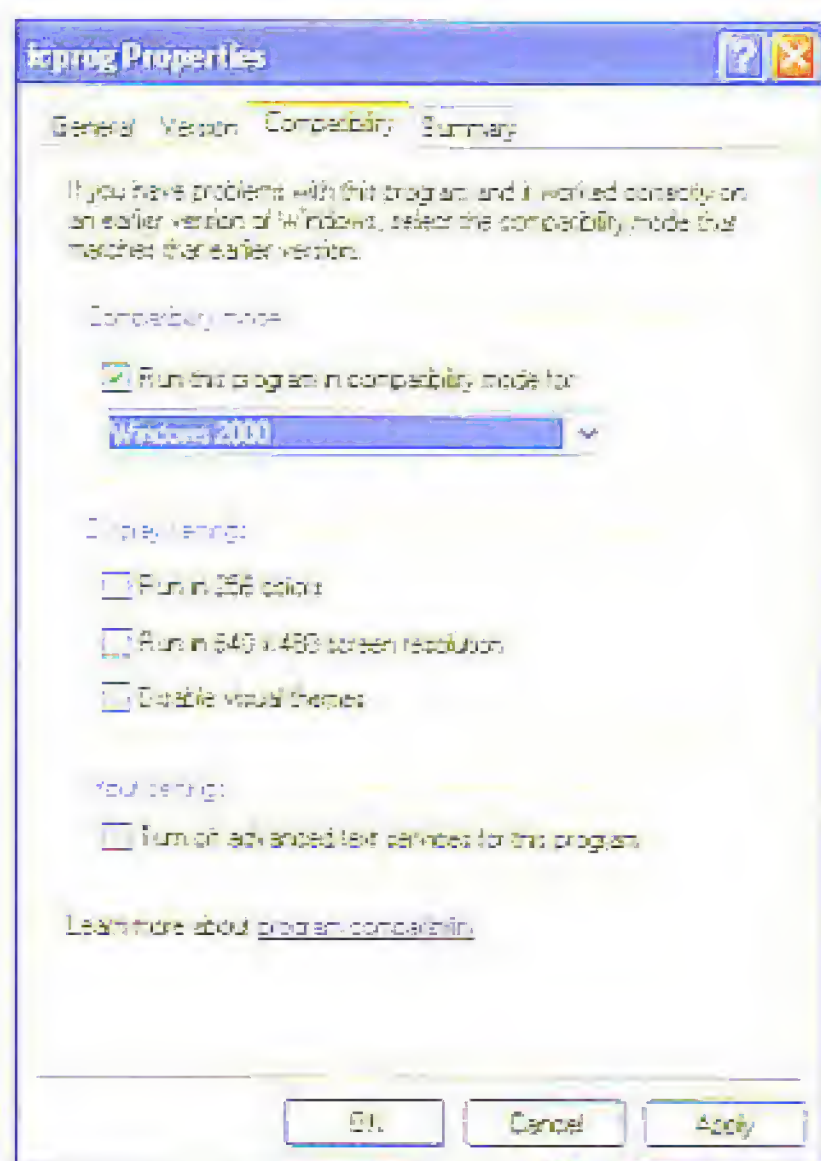 icprog Properties
General Version Compatibility Summary
If you have problems with this program and it worked correctly on
an earlier version of Windows, select the compatibility mode that
matches that earlier version.
Compatibility mode
Run this program in compatibility mode for:
Windows 2000
Display settings
Run in 256 colors
Run in 640 x 480 screen resolution
Disable visual themes
Input settings
Turn off advanced text services for this program
Learn more about program compatibility.
OK Cancel Apply